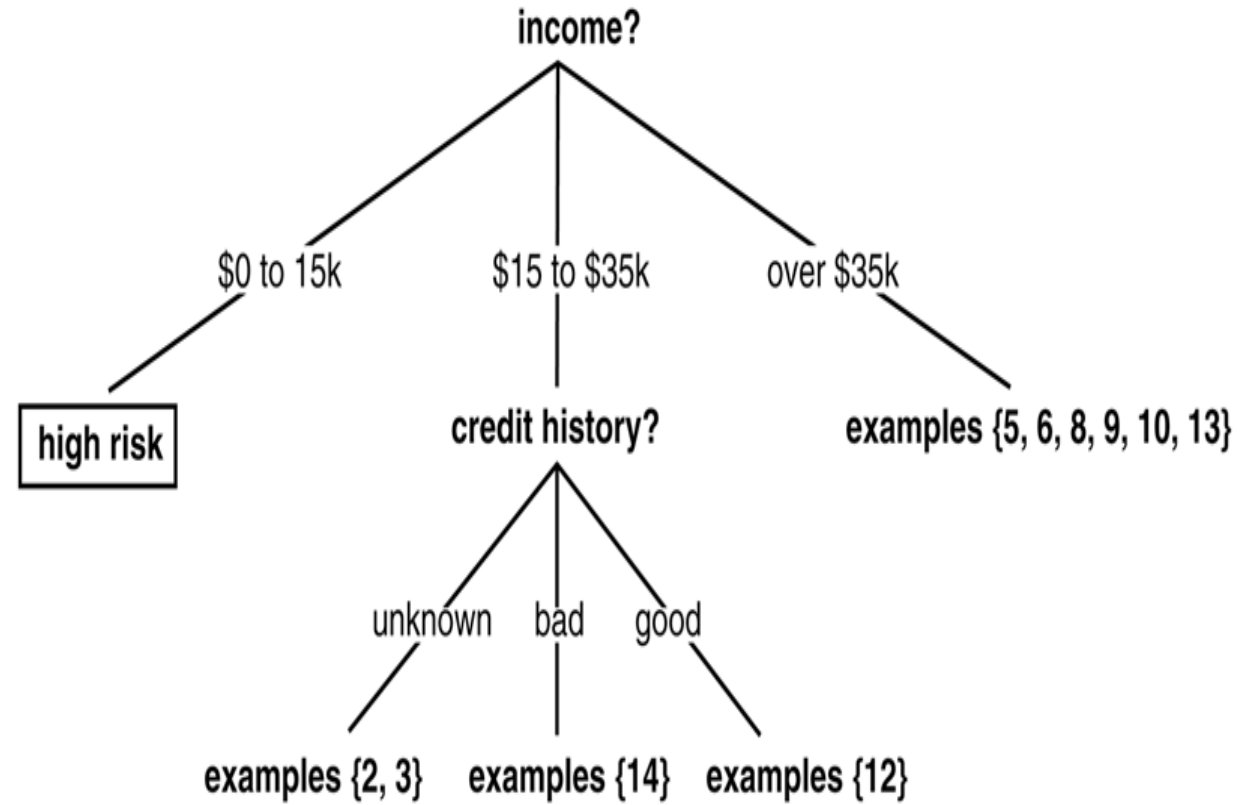 income?
$0 to 15k
$15 to $35k
over $35k
high risk
credit history?
examples {5, 6, 8, 9, 10, 13}
unknown
bad
good
examples {2, 3}
examples {14}
examples {12}